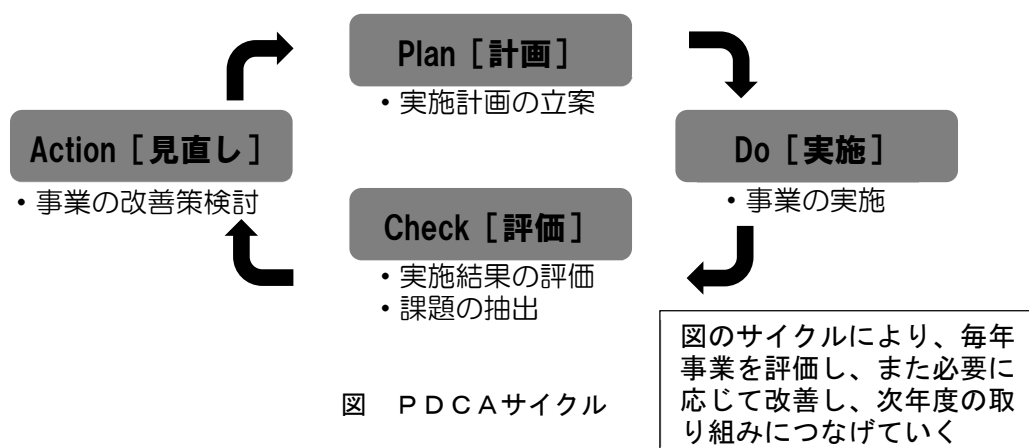 Plan［計画］
・実施計画の立案
Do［実施］
・事業の実施
Check［評価］
・実施結果の評価
・課題の抽出
Action［見直し］
・事業の改善策検討
図　ＰＤＣＡサイクル
図のサイクルにより、毎年
事業を評価し、また必要に
応じて改善し、次年度の取
り組みにつなげていく